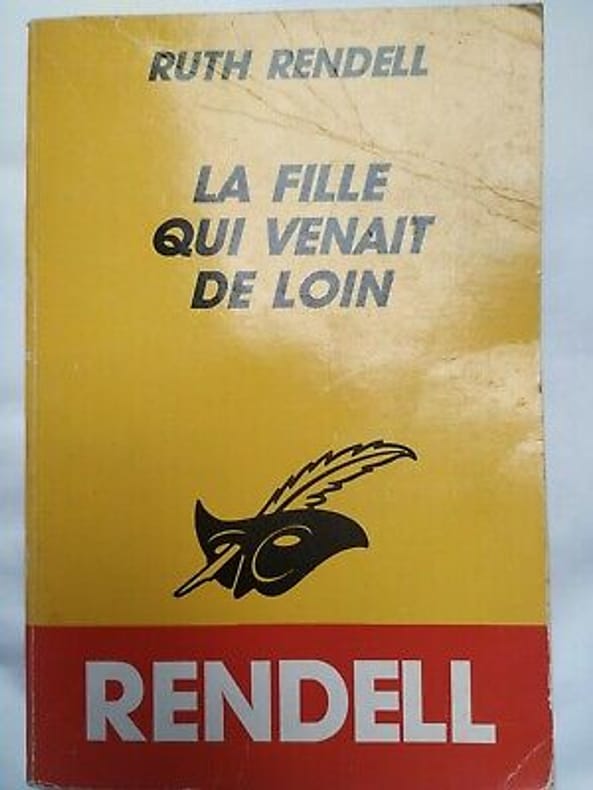 RUTH RENDELL
LA FILLE
QUI VENAIT
DE LOIN
RENDELL